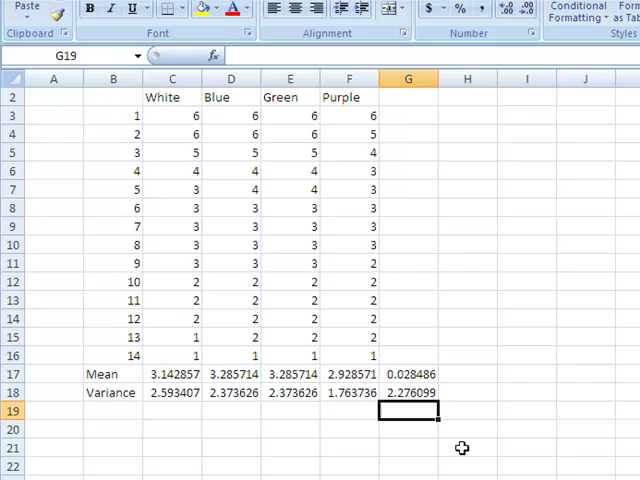 Paste
B I U A $ % , .00 .00
Conditional Format
Formatting as Tab
Clipboard Font Alignment Number Styles
G19 fx
A B C D E F G H I J
2 White Blue Green Purple
3 1 6 6 6 6
4 2 6 6 6 5
5 3 5 5 5 4
6 4 4 4 4 3
7 5 3 4 4 3
8 6 3 3 3 3
9 7 3 3 3 3
10 8 3 3 3 3
11 9 3 3 3 2
12 10 2 2 2 2
13 11 2 2 2 2
14 12 2 2 2 2
15 13 1 2 2 2
16 14 1 1 1 1
17 Mean 3.142857 3.285714 3.285714 2.928571 0.028486
18 Variance 2.593407 2.373626 2.373626 1.763736 2.276099
19
20
21
22